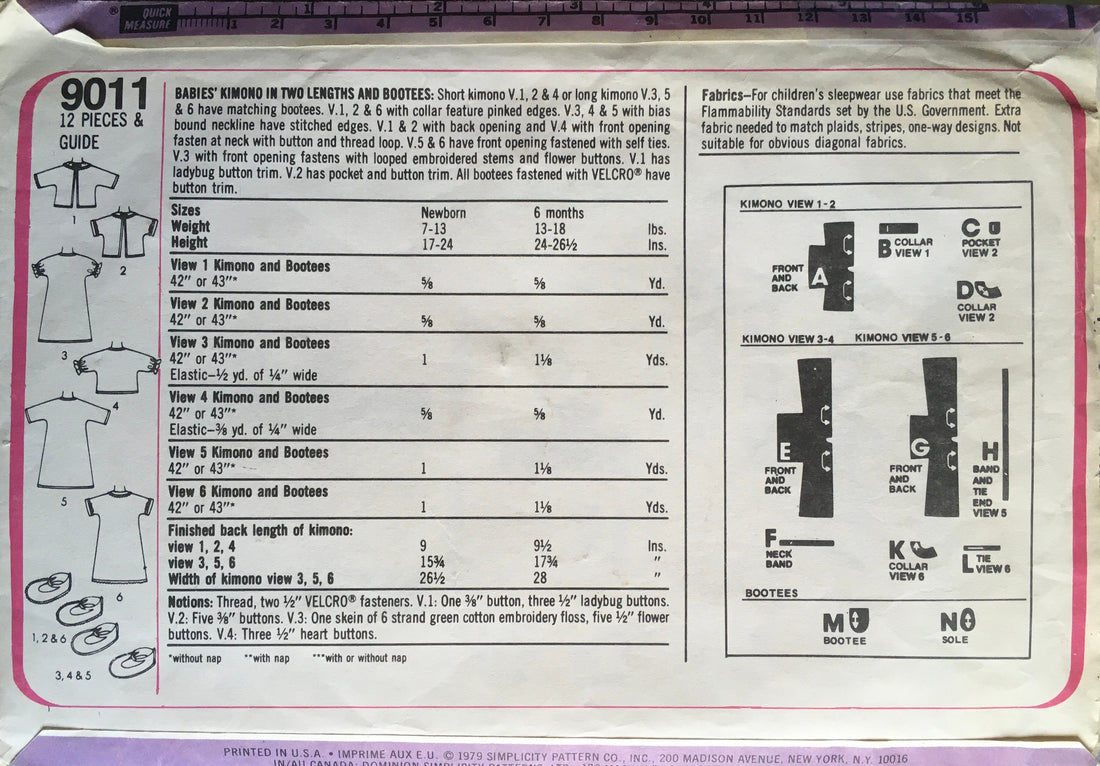 QUICK
MEASURE
1 2 3 4 5 6 7 8 9 10 11 12 13 14 15
9011
12 PIECES &
GUIDE
1
2
3
4
5
6
1, 2 & 6
3, 4 & 5
BABIES' KIMONO IN TWO LENGTHS AND BOOTEES: Short kimono V.1, 2 & 4 or long kimono V.3, 5
& 6 have matching bootees. V.1, 2 & 6 with collar feature pinked edges. V.3, 4 & 5 with bias
bound neckline have stitched edges. V.1 & 2 with back opening and V.4 with front opening
fasten at neck with button and thread loop. V.5 & 6 have front opening fastened with self ties.
V.3 with front opening fastens with looped embroidered stems and flower buttons. V.1 has
ladybug button trim. V.2 has pocket and button trim. All bootees fastened with VELCRO® have
button trim.
Sizes Newborn 6 months
Weight 7-13 13-18 lbs.
Height 17-24 24-26½ Ins.
View 1 Kimono and Bootees
42" or 43"* ⅝ ⅝ Yd.
View 2 Kimono and Bootees
42" or 43"* ⅝ ⅝ Yd.
View 3 Kimono and Bootees
42" or 43"* 1 1⅛ Yds.
Elastic–½ yd. of ¼" wide
View 4 Kimono and Bootees
42" or 43"* ⅝ ⅝ Yd.
Elastic–⅜ yd. of ¼" wide
View 5 Kimono and Bootees
42" or 43"* 1 1⅛ Yds.
View 6 Kimono and Bootees
42" or 43"* 1 1⅛ Yds.
Finished back length of kimono:
view 1, 2, 4 9 9½ Ins.
view 3, 5, 6 15¾ 17¾ "
Width of kimono view 3, 5, 6 26½ 28 "
Notions: Thread, two ½" VELCRO® fasteners. V.1: One ⅜" button, three ½" ladybug buttons.
V.2: Five ⅜" buttons. V.3: One skein of 6 strand green cotton embroidery floss, five ½" flower
buttons. V.4: Three ½" heart buttons.
*without nap **with nap ***with or without nap
Fabrics–For children's sleepwear use fabrics that meet the
Flammability Standards set by the U.S. Government. Extra
fabric needed to match plaids, stripes, one-way designs. Not
suitable for obvious diagonal fabrics.
KIMONO VIEW 1-2
FRONT
AND
BACK
A
B COLLAR
VIEW 1
C
POCKET
VIEW 2
D
COLLAR
VIEW 2
KIMONO VIEW 3-4 KIMONO VIEW 5-6
E
FRONT
AND
BACK
G
FRONT
AND
BACK
H
BAND
AND
TIE
END
VIEW 5
F
NECK
BAND
K
COLLAR
VIEW 6
L TIE
VIEW 6
BOOTEES
M
BOOTEE
N
SOLE
PRINTED IN U.S.A. • IMPRIME AUX E.U. © 1979 SIMPLICITY PATTERN CO., INC., 200 MADISON AVENUE, NEW YORK, N.Y. 10016